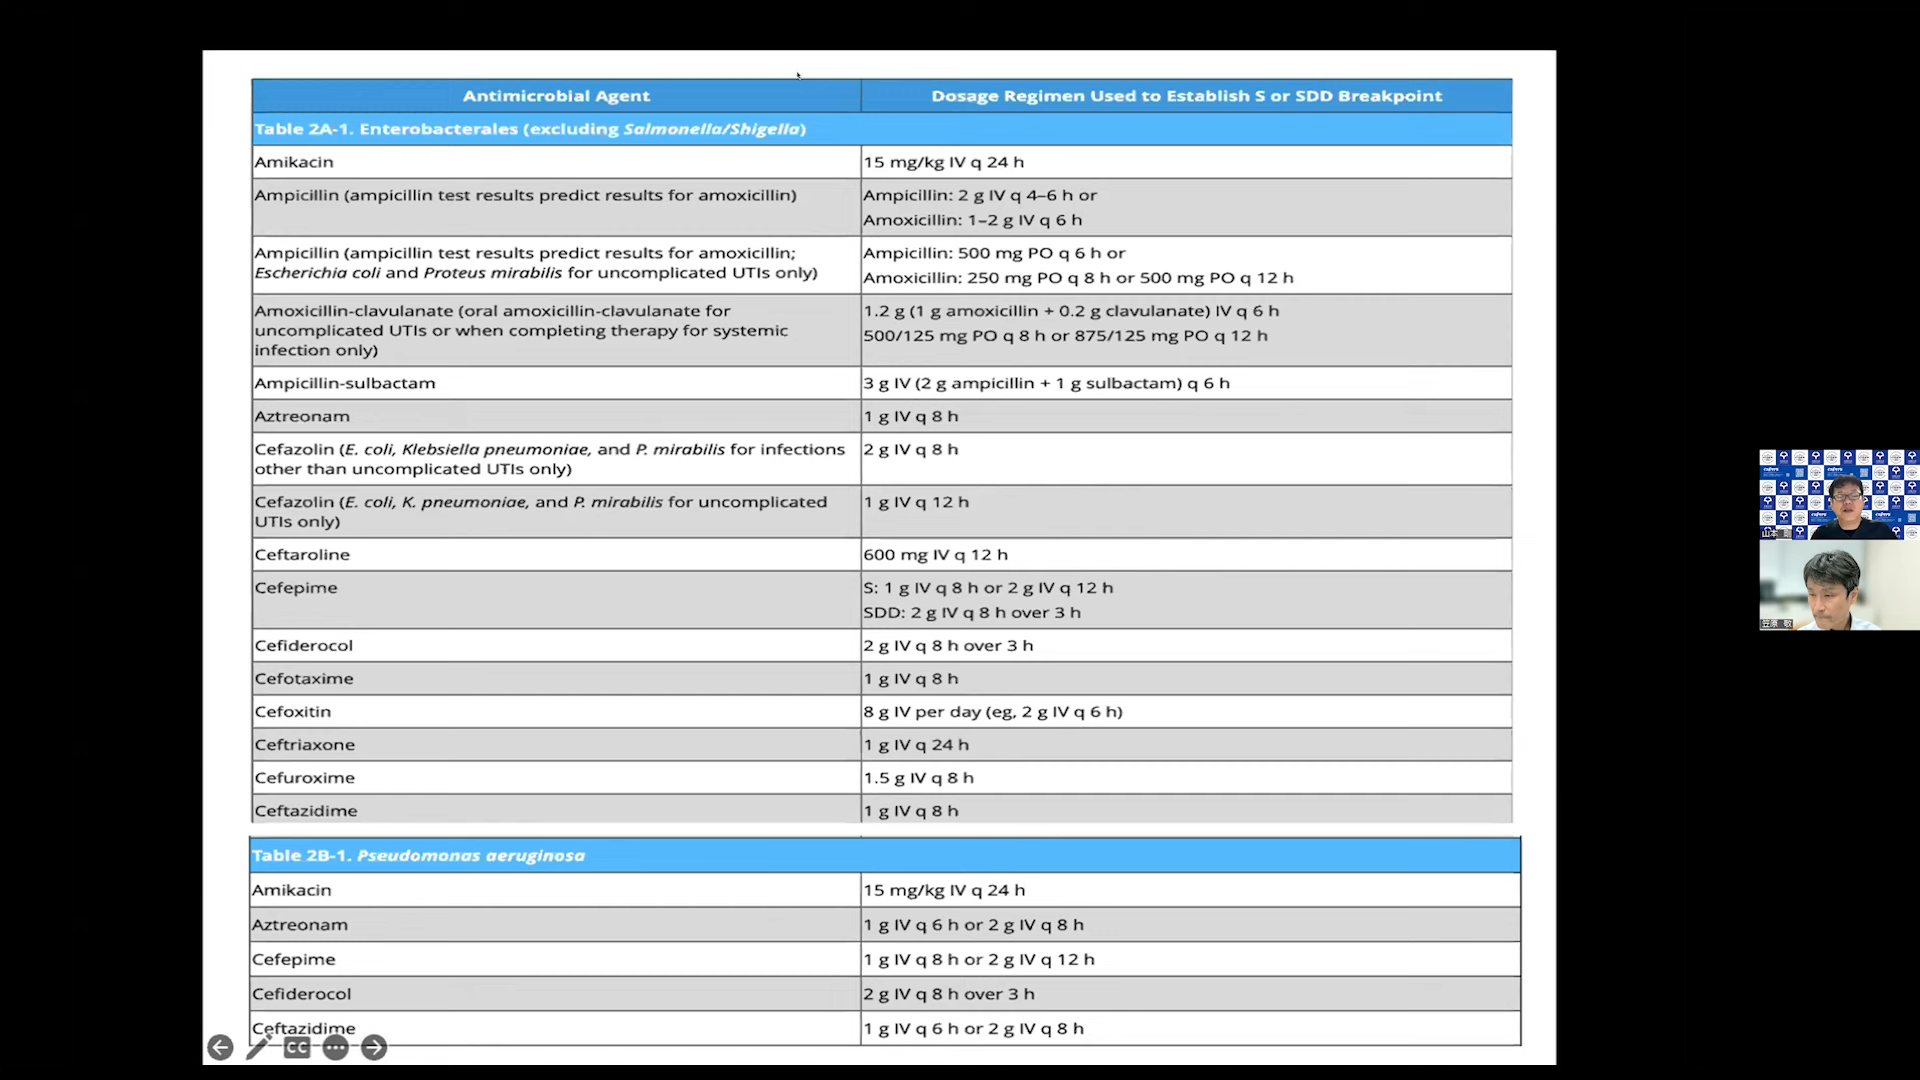 Antimicrobial Agent
Dosage Regimen Used to Establish S or SDD Breakpoint
Table 2A-1. Enterobacterales (excluding Salmonella/Shigella)
Amikacin
15 mg/kg IV q 24 h
Ampicillin (ampicillin test results predict results for amoxicillin)
Ampicillin: 2 g IV q 4–6 h or
Amoxicillin: 1–2 g IV q 6 h
Ampicillin (ampicillin test results predict results for amoxicillin;
Escherichia coli and Proteus mirabilis for uncomplicated UTIs only)
Ampicillin: 500 mg PO q 6 h or
Amoxicillin: 250 mg PO q 8 h or 500 mg PO q 12 h
Amoxicillin-clavulanate (oral amoxicillin-clavulanate for
uncomplicated UTIs or when completing therapy for systemic
infection only)
1.2 g (1 g amoxicillin + 0.2 g clavulanate) IV q 6 h
500/125 mg PO q 8 h or 875/125 mg PO q 12 h
Ampicillin-sulbactam
3 g IV (2 g ampicillin + 1 g sulbactam) q 6 h
Aztreonam
1 g IV q 8 h
Cefazolin (E. coli, Klebsiella pneumoniae, and P. mirabilis for infections
other than uncomplicated UTIs only)
2 g IV q 8 h
Cefazolin (E. coli, K. pneumoniae, and P. mirabilis for uncomplicated
UTIs only)
1 g IV q 12 h
Ceftaroline
600 mg IV q 12 h
Cefepime
S: 1 g IV q 8 h or 2 g IV q 12 h
SDD: 2 g IV q 8 h over 3 h
Cefiderocol
2 g IV q 8 h over 3 h
Cefotaxime
1 g IV q 8 h
Cefoxitin
8 g IV per day (eg, 2 g IV q 6 h)
Ceftriaxone
1 g IV q 24 h
Cefuroxime
1.5 g IV q 8 h
Ceftazidime
1 g IV q 8 h
Table 2B-1. Pseudomonas aeruginosa
Amikacin
15 mg/kg IV q 24 h
Aztreonam
1 g IV q 6 h or 2 g IV q 8 h
Cefepime
1 g IV q 8 h or 2 g IV q 12 h
Cefiderocol
2 g IV q 8 h over 3 h
Ceftazidime
1 g IV q 6 h or 2 g IV q 8 h
CC
山本 剛
笠原 敬